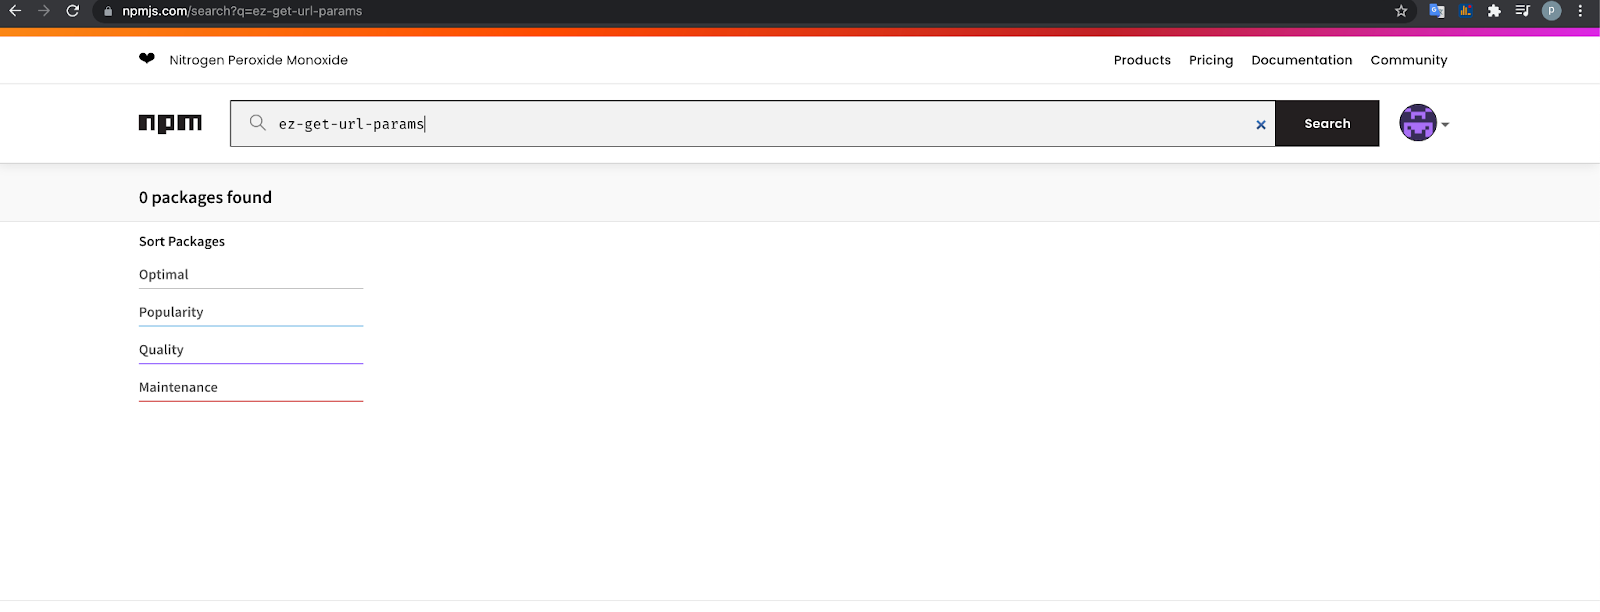 npmjs.com/search?q=ez-get-url-params
P
❤ Nitrogen Peroxide Monoxide
Products Pricing Documentation Community
npm
ez-get-url-params
×
Search
0 packages found
Sort Packages
Optimal
Popularity
Quality
Maintenance